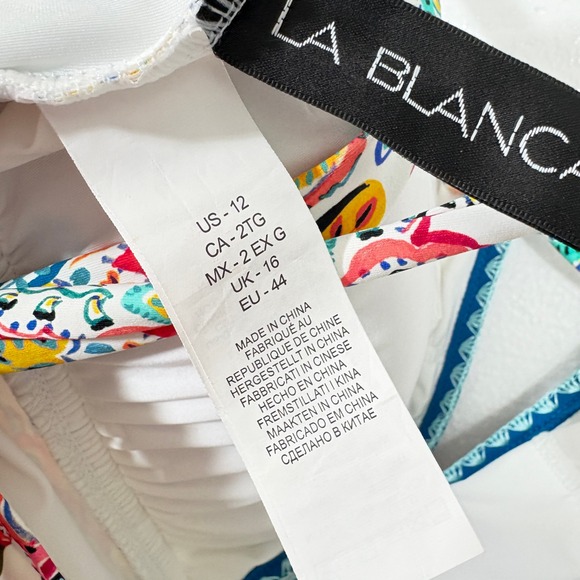 LA BLANCA
US - 12
CA - 2TG
MX - 2 EX G
UK - 16
EU - 44
MADE IN CHINA
FABRIQUÉ AU
REPUBLIQUE DE CHINE
HERGESTELLT IN CHINA
FABBRICATI IN CINESE
HECHO EN CHINA
FREMSTILLATI I KINA
MAAKTEN IN CHINA
FABRICADO EM CHINA
СДЕЛАНО В КИТАЕ